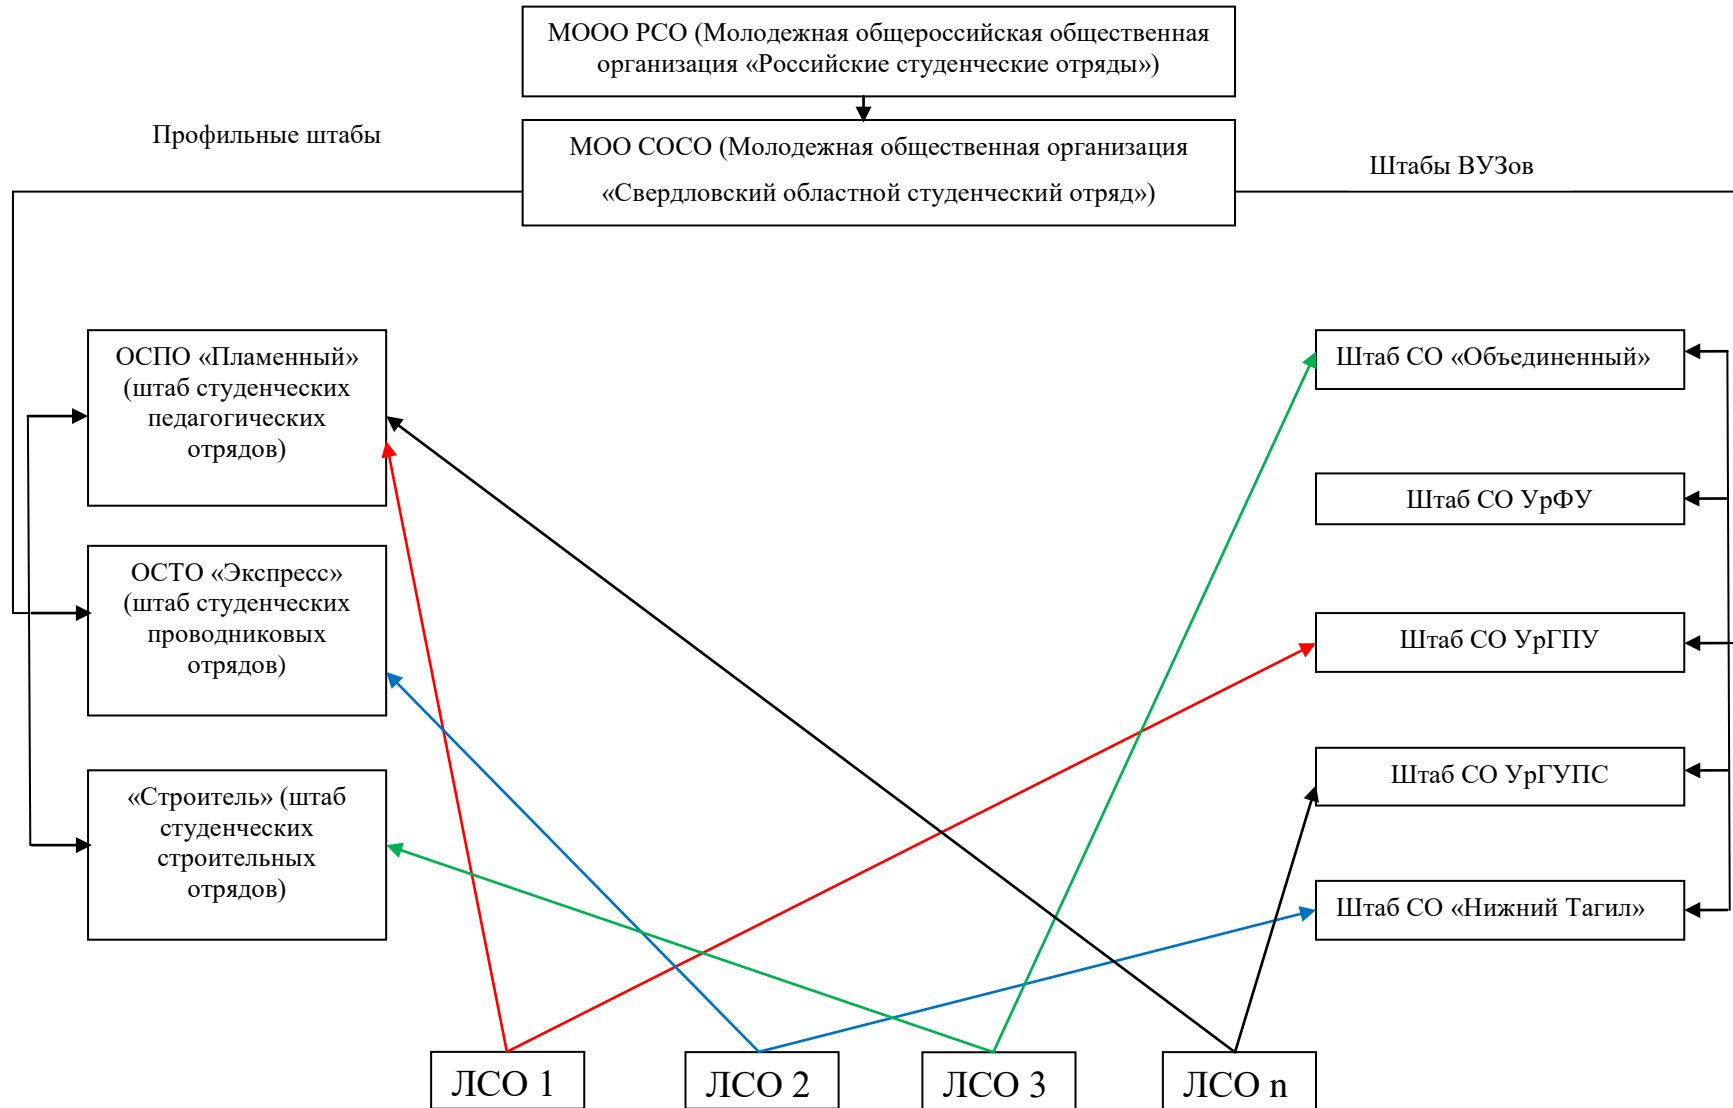 МООО РСО (Молодежная общероссийская общественная
организация «Российские студенческие отряды»)
Профильные штабы
МОО СОСО (Молодежная общественная организация
«Свердловский областной студенческий отряд»)
Штабы ВУЗов
ОСПО «Пламенный»
(штаб студенческих
педагогических
отрядов)
ОСТО «Экспресс»
(штаб студенческих
проводниковых
отрядов)
«Строитель» (штаб
студенческих
строительных
отрядов)
Штаб СО «Объединенный»
Штаб СО УрФУ
Штаб СО УрГПУ
Штаб СО УрГУПС
Штаб СО «Нижний Тагил»
ЛСО 1
ЛСО 2
ЛСО 3
ЛСО n